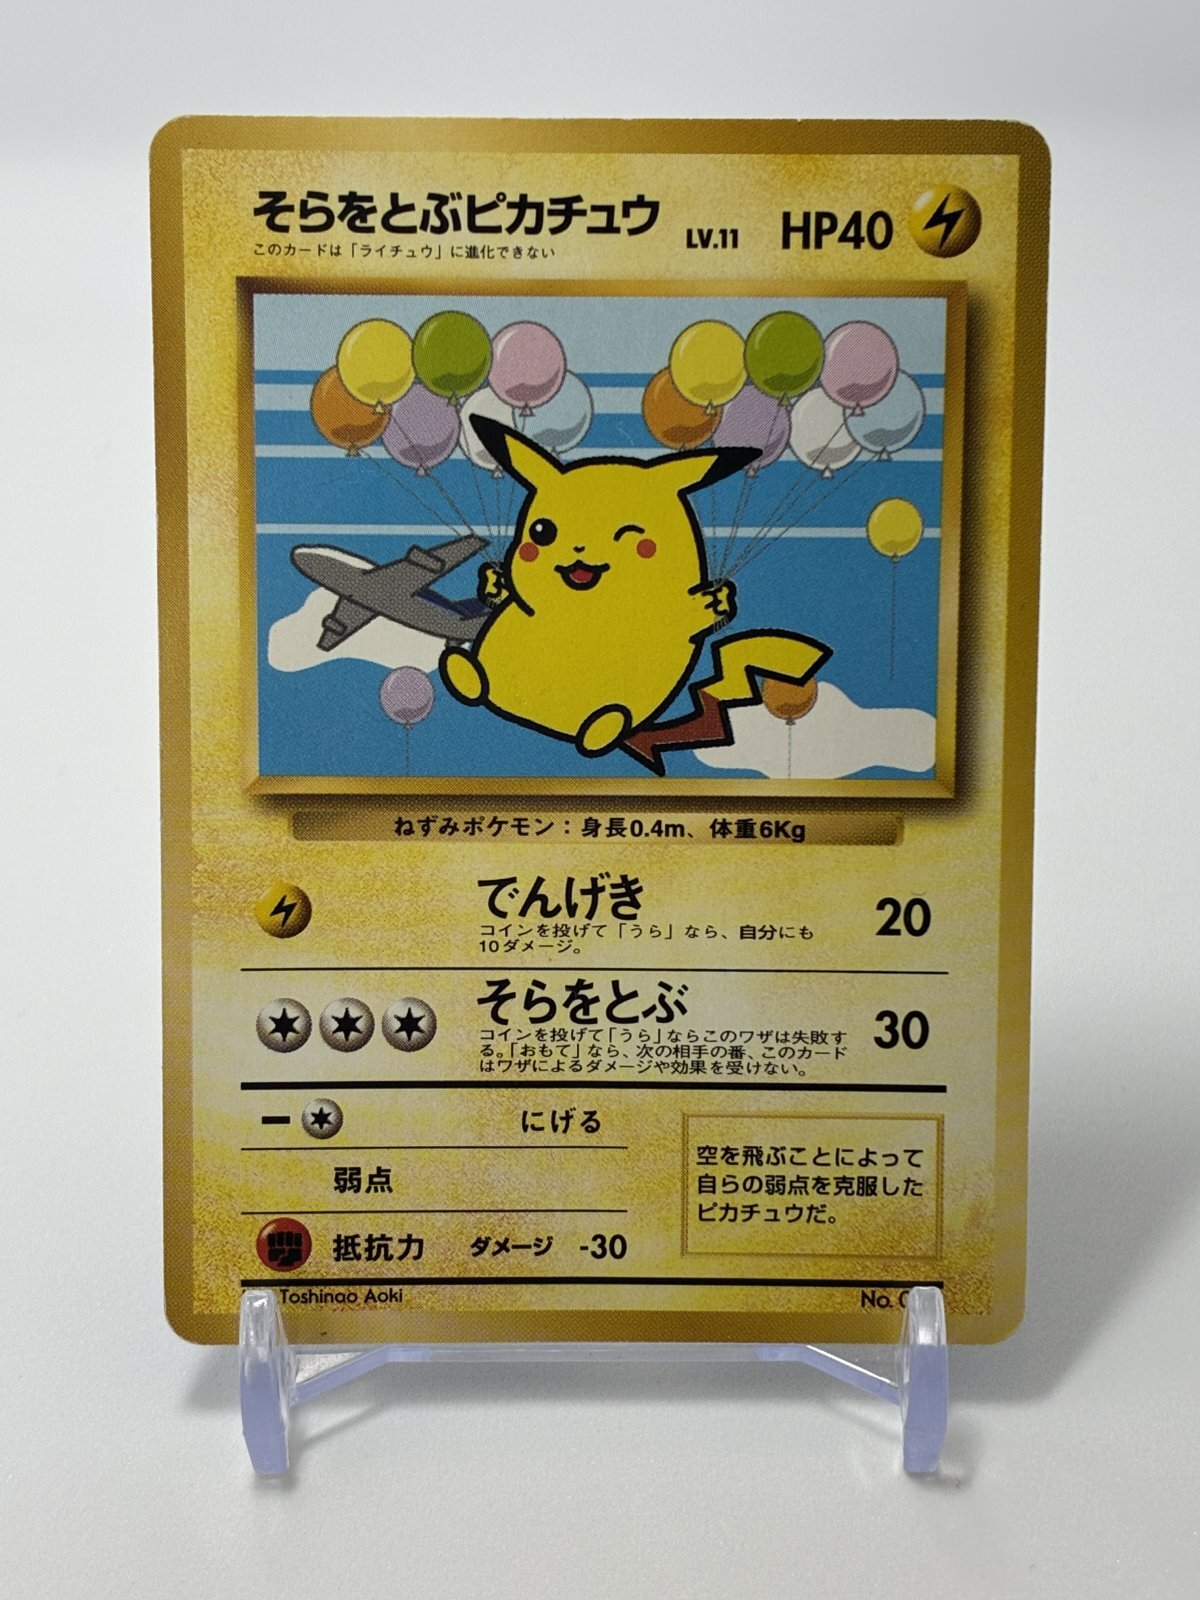 そらをとぶピカチュウ LV.11 HP40
このカードは「ライチュウ」に進化できない
ねずみポケモン：身長0.4m、体重6Kg
でんげき 20
コインを投げて「うら」なら、自分にも
10ダメージ。
そらをとぶ 30
コインを投げて「うら」ならこのワザは失敗す
る。「おもて」なら、次の相手の番、このカード
はワザによるダメージや効果を受けない。
にげる
弱点
抵抗力 ダメージ -30
空を飛ぶことによって
自らの弱点を克服した
ピカチュウだ。
Toshinao Aoki No.